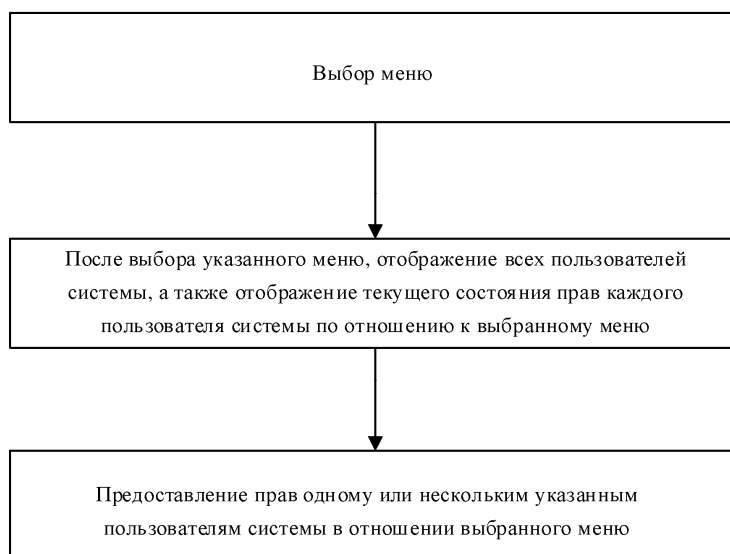 Выбор меню
После выбора указанного меню, отображение всех пользователей
системы, а также отображение текущего состояния прав каждого
пользователя системы по отношению к выбранному меню
Предоставление прав одному или нескольким указанным
пользователям системы в отношении выбранного меню